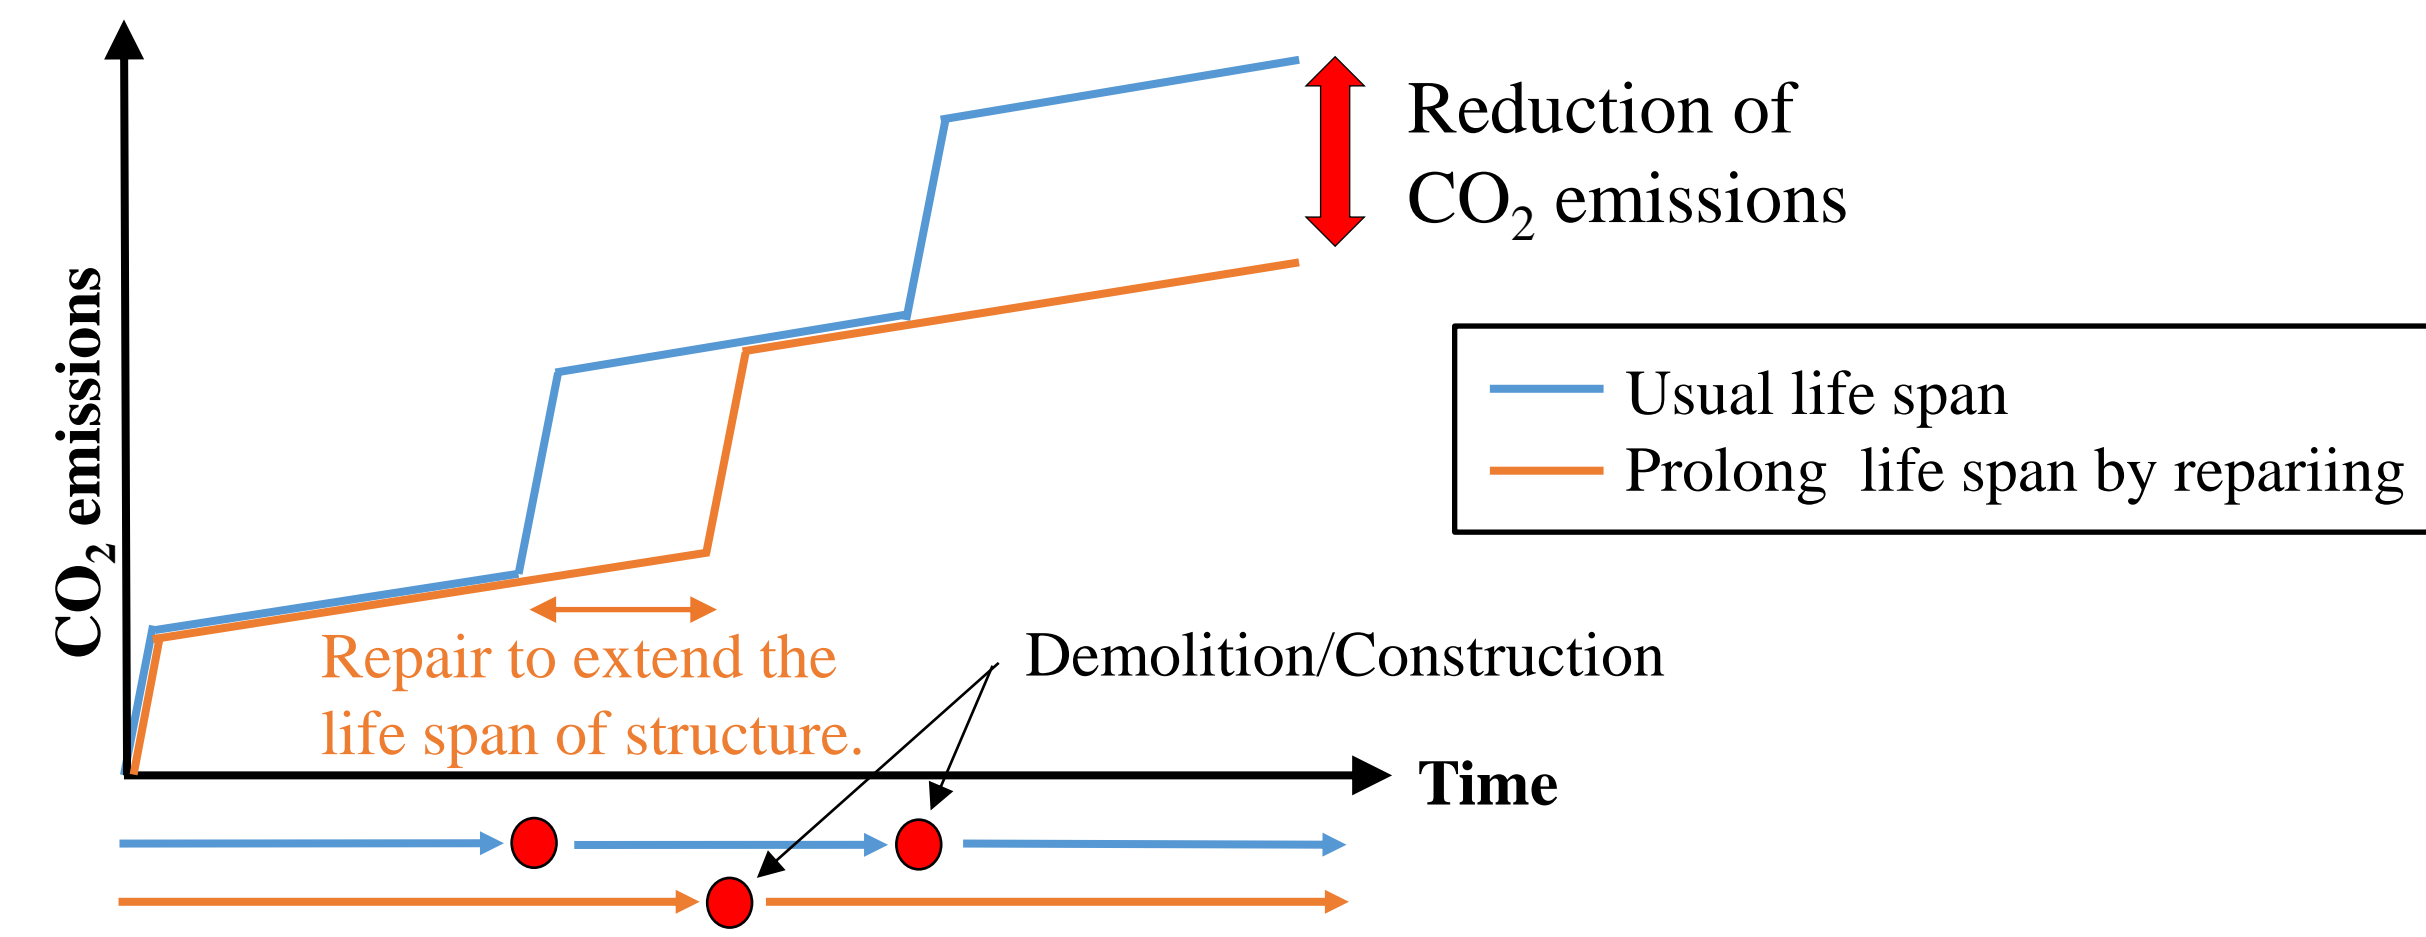 Reduction of
CO₂ emissions
CO₂ emissions
Usual life span
Prolong life span by repariing
Repair to extend the
life span of structure.
Demolition/Construction
Time